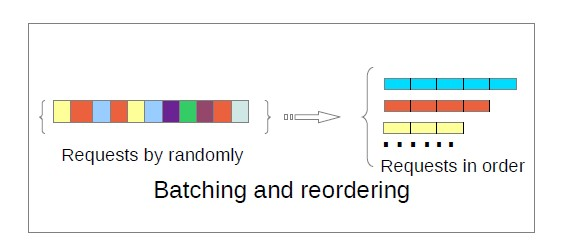 Requests by randomly
Requests in order
Batching and reordering